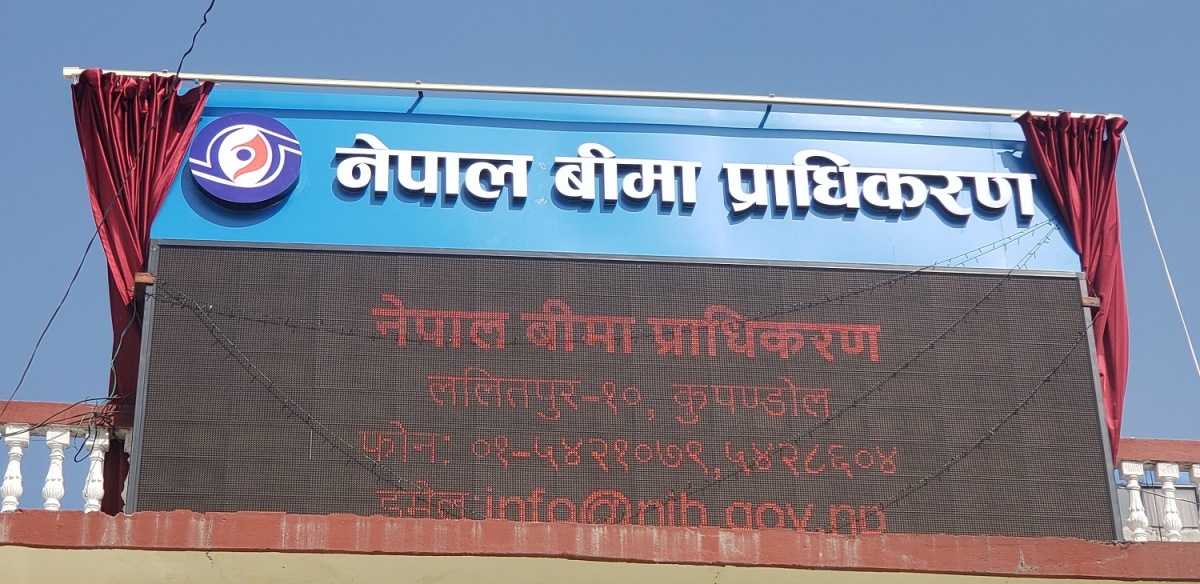 नेपाल बीमा प्राधिकरण
नेपाल बीमा प्राधिकरण
ललितपुर-१०, कुपण्डोल
फोन: ०१-५४२१०७९,५४२८६०४
इमेल:info@nib.gov.np